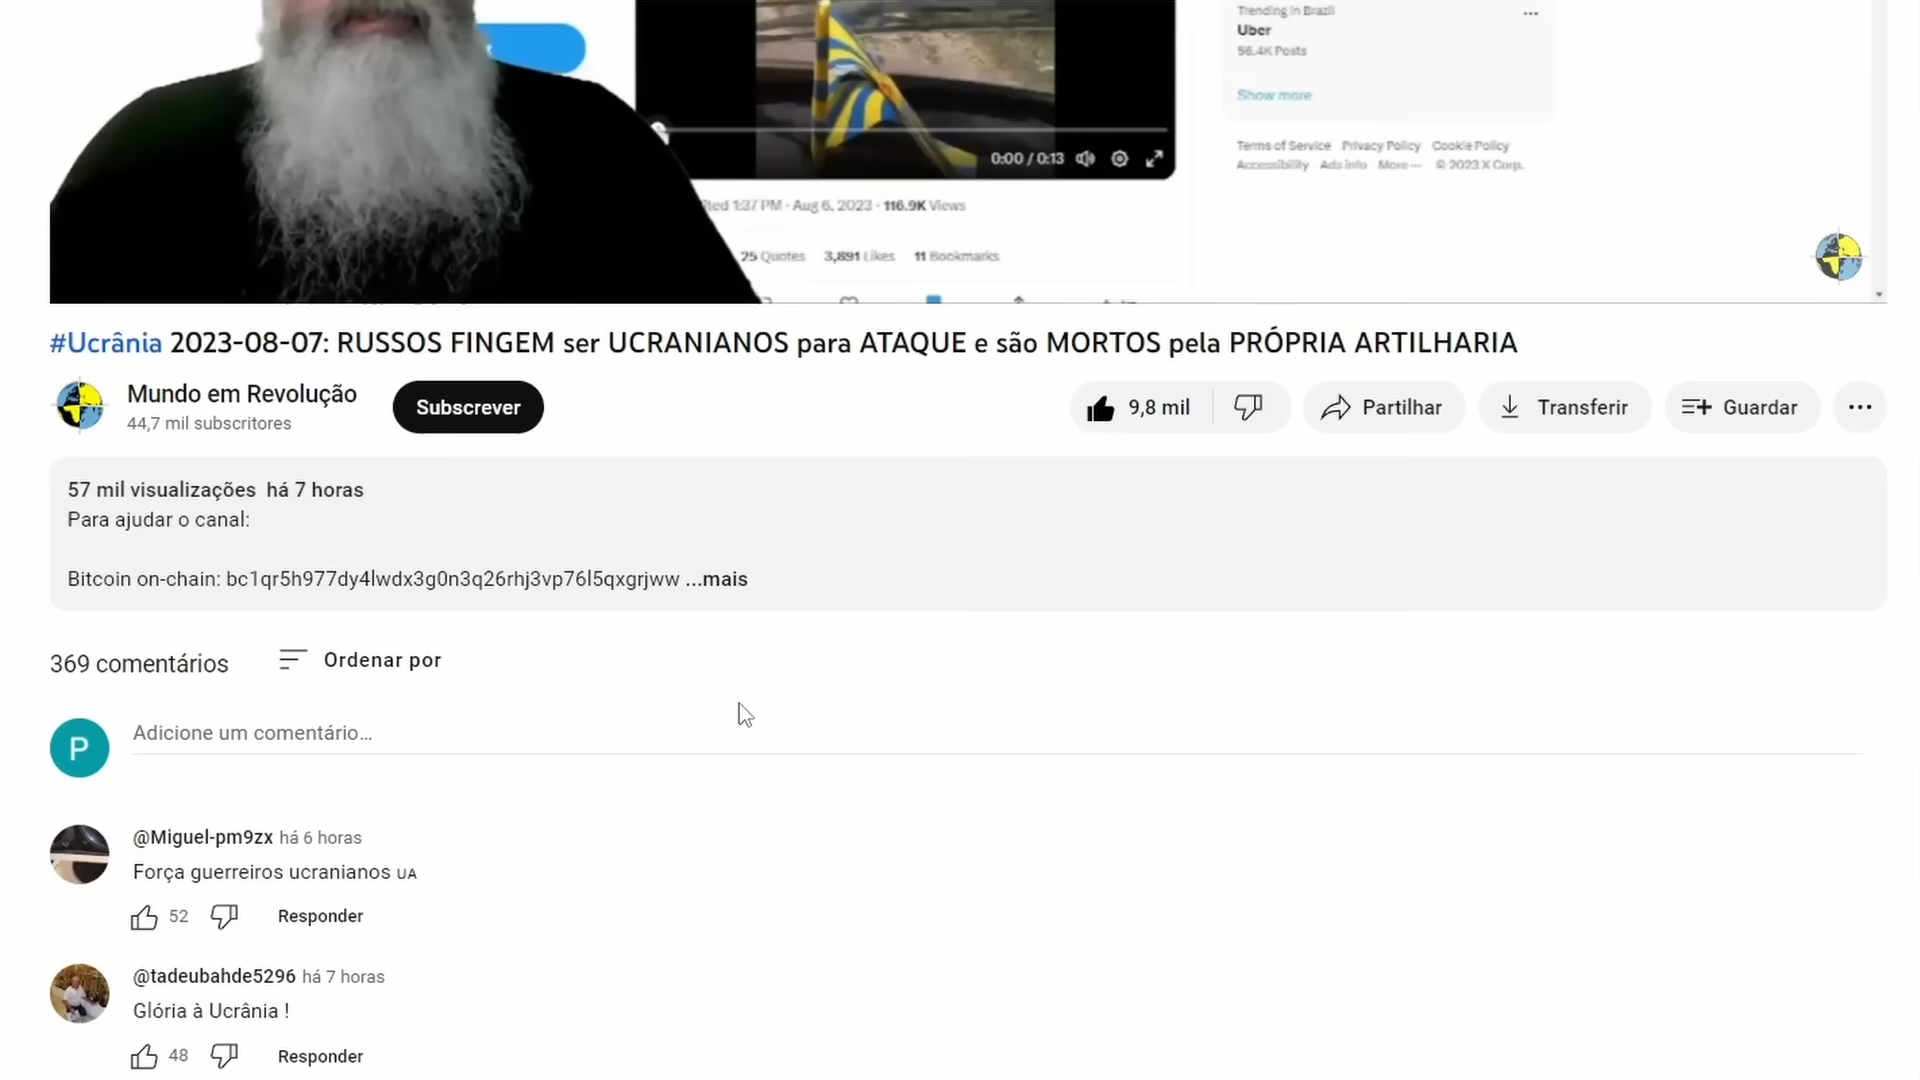 Trending in Brazil
Uber
56.4K Posts
Show more
0:00 / 0:13
Terms of Service Privacy Policy Cookie Policy
Accessibility Ads info More ··· © 2023 X Corp.
1:37 PM · Aug 6, 2023 · 116.9K Views
25 Quotes 3,891 Likes 11 Bookmarks
#Ucrânia 2023-08-07: RUSSOS FINGEM ser UCRANIANOS para ATAQUE e são MORTOS pela PRÓPRIA ARTILHARIA
Mundo em Revolução
44,7 mil subscritores
Subscrever
9,8 mil
Partilhar
Transferir
Guardar
57 mil visualizações há 7 horas
Para ajudar o canal:
Bitcoin on-chain: bc1qr5h977dy4lwdx3g0n3q26rhj3vp76l5qxgrjww ...mais
369 comentários
Ordenar por
P
Adicione um comentário...
@Miguel-pm9zx há 6 horas
Força guerreiros ucranianos UA
52
Responder
@tadeubahde5296 há 7 horas
Glória à Ucrânia !
48
Responder